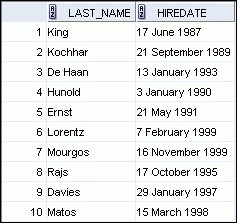 LAST_NAME HIREDATE
1 King 17 June 1987
2 Kochhar 21 September 1989
3 De Haan 13 January 1993
4 Hunold 3 January 1990
5 Ernst 21 May 1991
6 Lorentz 7 February 1999
7 Mourgos 16 November 1999
8 Rajs 17 October 1995
9 Davies 29 January 1997
10 Matos 15 March 1998